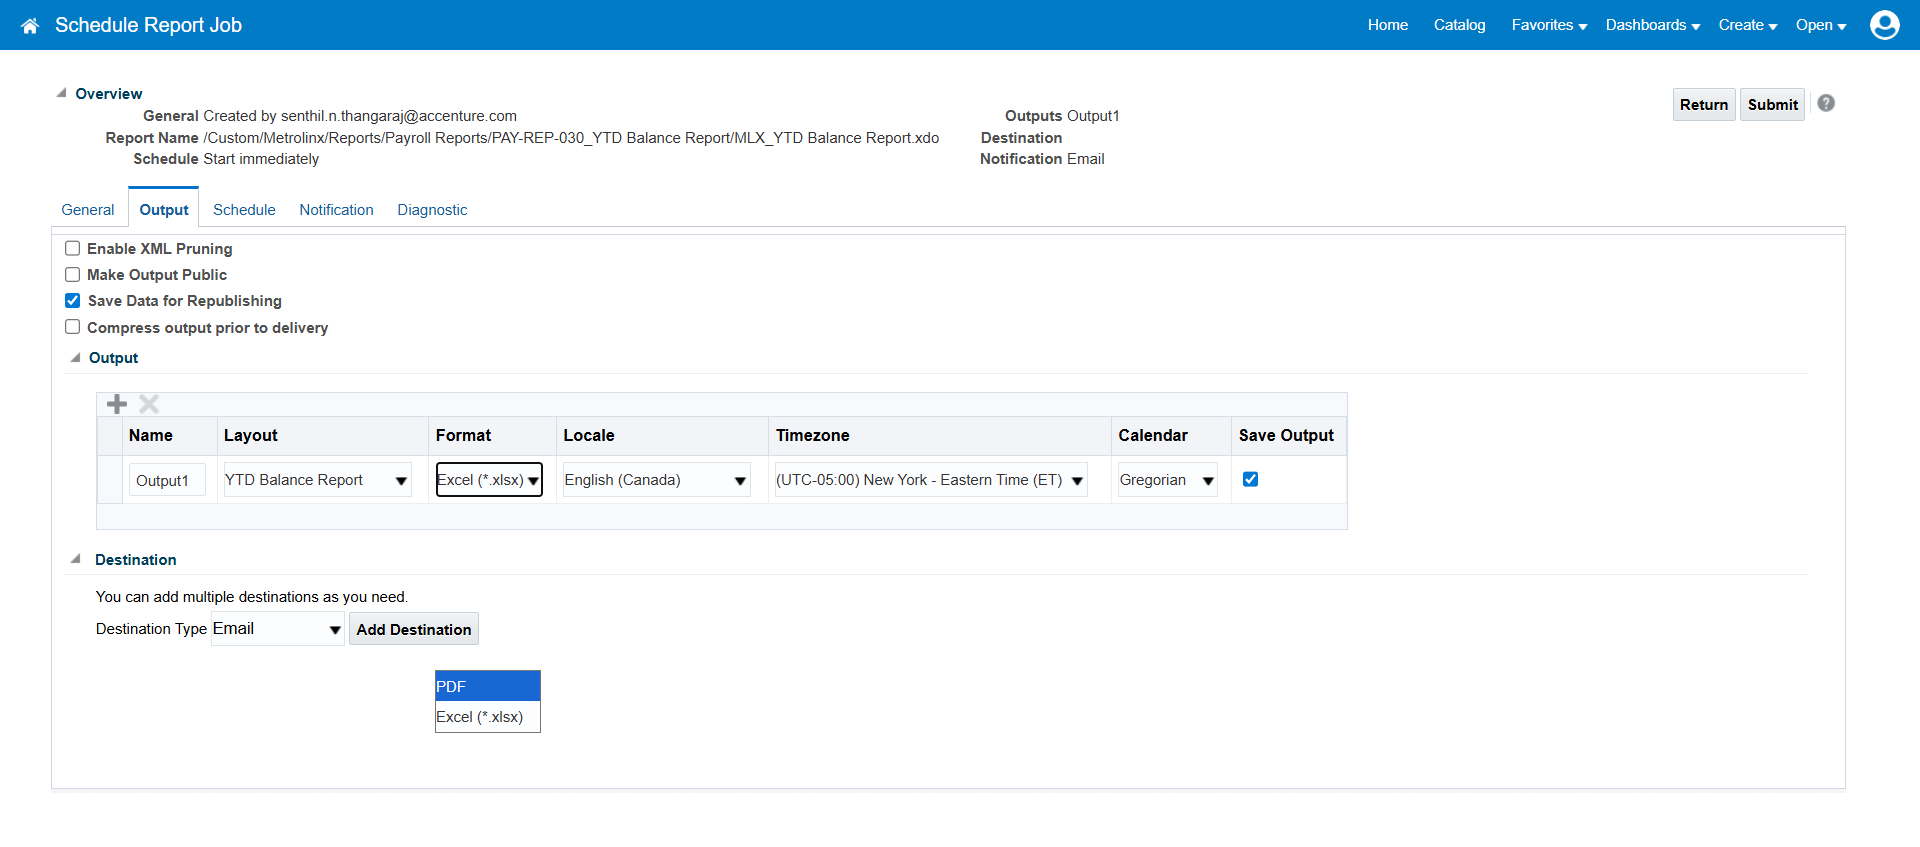 Schedule Report Job
Home Catalog Favorites Dashboards Create Open
Overview
Return Submit ?
General Created by senthil.n.thangaraj@accenture.com
Report Name /Custom/Metrolinx/Reports/Payroll Reports/PAY-REP-030_YTD Balance Report/MLX_YTD Balance Report.xdo
Schedule Start immediately
Outputs Output1
Destination
Notification Email
General Output Schedule Notification Diagnostic
Enable XML Pruning
Make Output Public
Save Data for Republishing
Compress output prior to delivery
Output
Name Layout Format Locale Timezone Calendar Save Output
Output1 YTD Balance Report Excel (*.xlsx) English (Canada) (UTC-05:00) New York - Eastern Time (ET) Gregorian
Destination
You can add multiple destinations as you need.
Destination Type Email Add Destination
PDF
Excel (*.xlsx)